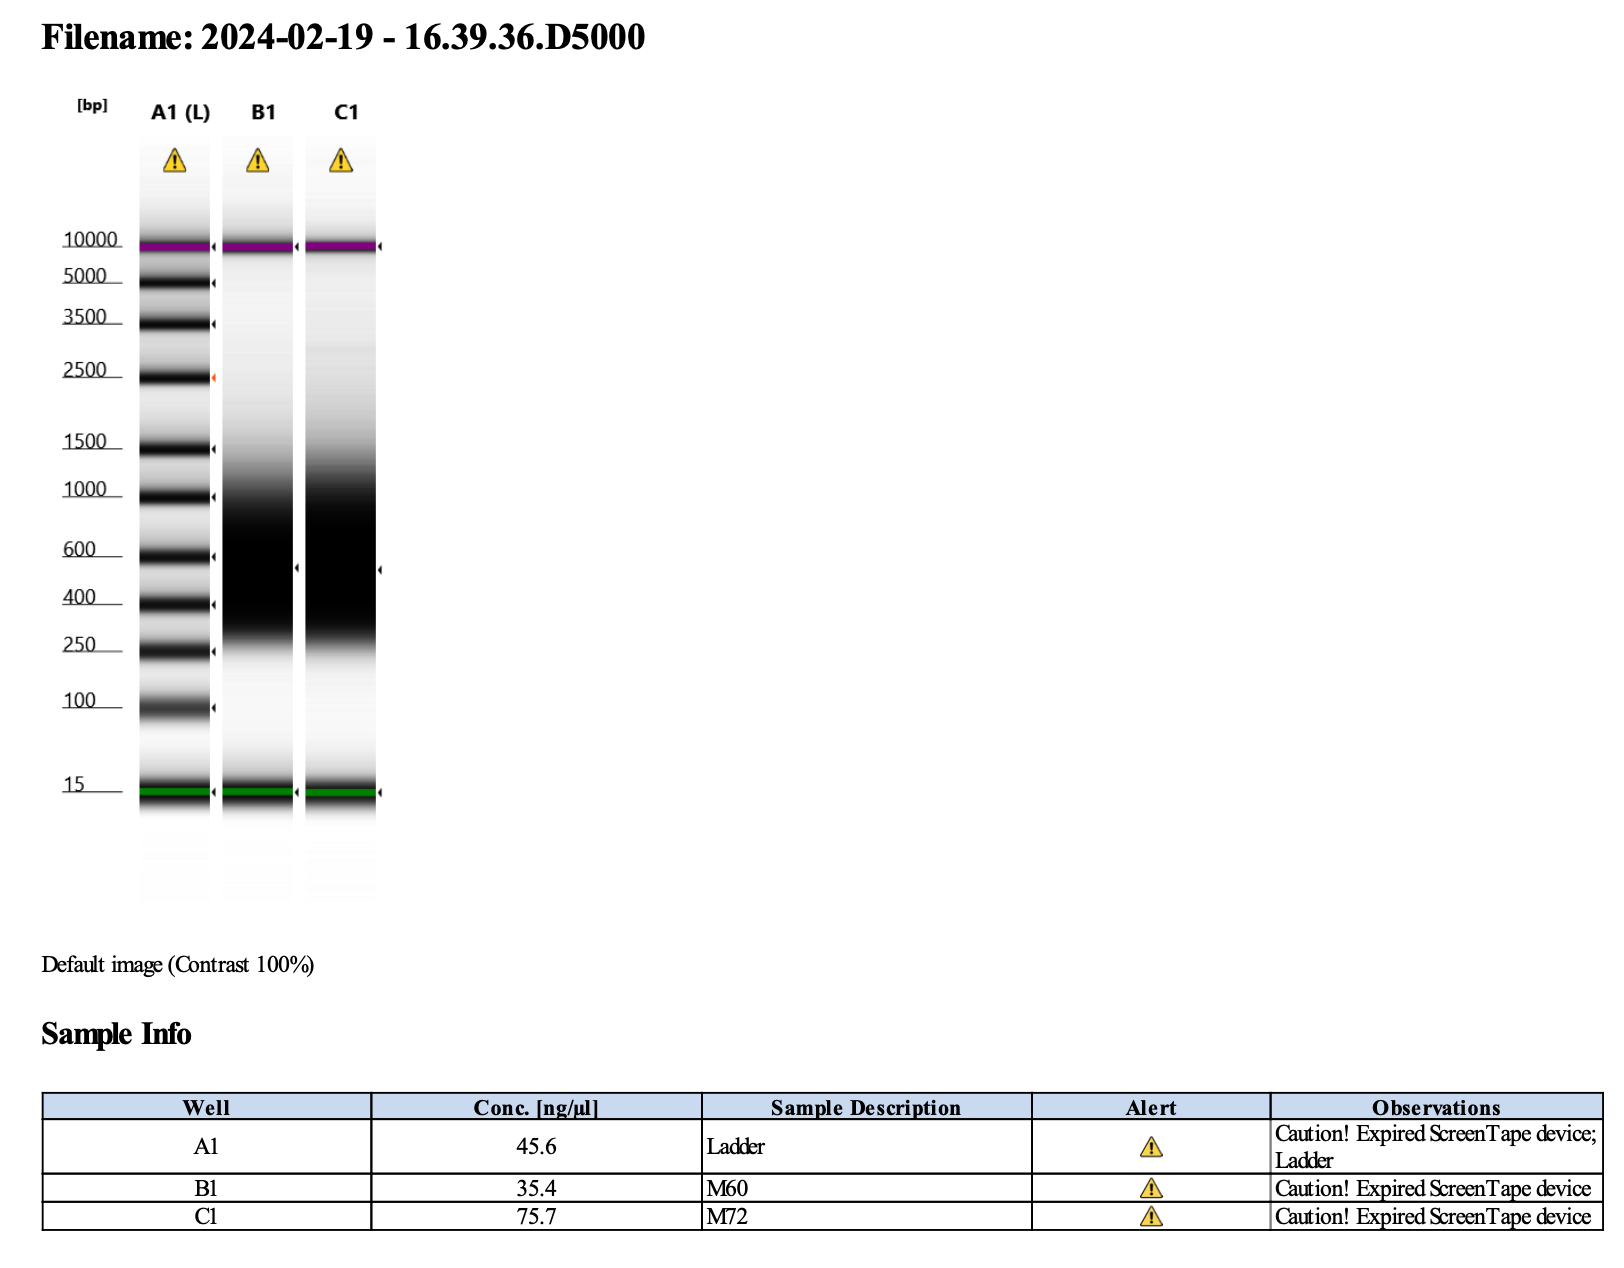 Filename: 2024-02-19 - 16.39.36.D5000
[bp] A1 (L) B1 C1
10000
5000
3500
2500
1500
1000
600
400
250
100
15
Default image (Contrast 100%)
Sample Info
Well Conc. [ng/µl] Sample Description Alert Observations
A1 45.6 Ladder Caution! Expired ScreenTape device;
Ladder
B1 35.4 M60 Caution! Expired ScreenTape device
C1 75.7 M72 Caution! Expired ScreenTape device